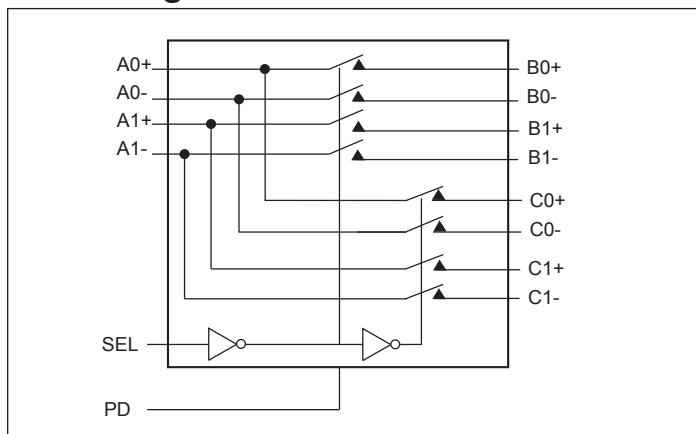 A0+
A0-
A1+
A1-
B0+
B0-
B1+
B1-
C0+
C0-
C1+
C1-
SEL
PD